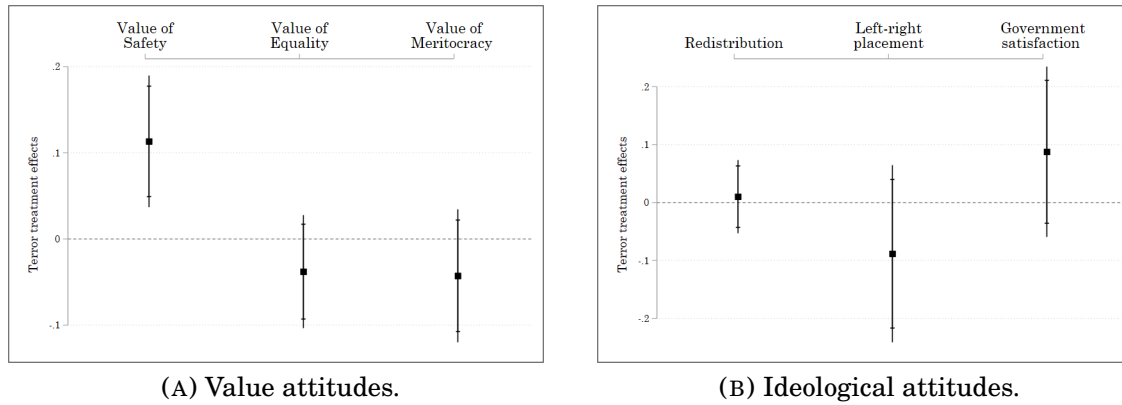 Value of
Safety
Value of
Equality
Value of
Meritocracy
.2
.1
0
-.1
Terror treatment effects
(A) Value attitudes.
Redistribution
Left-right
placement
Government
satisfaction
.2
.1
0
-.1
-.2
Terror treatment effects
(B) Ideological attitudes.